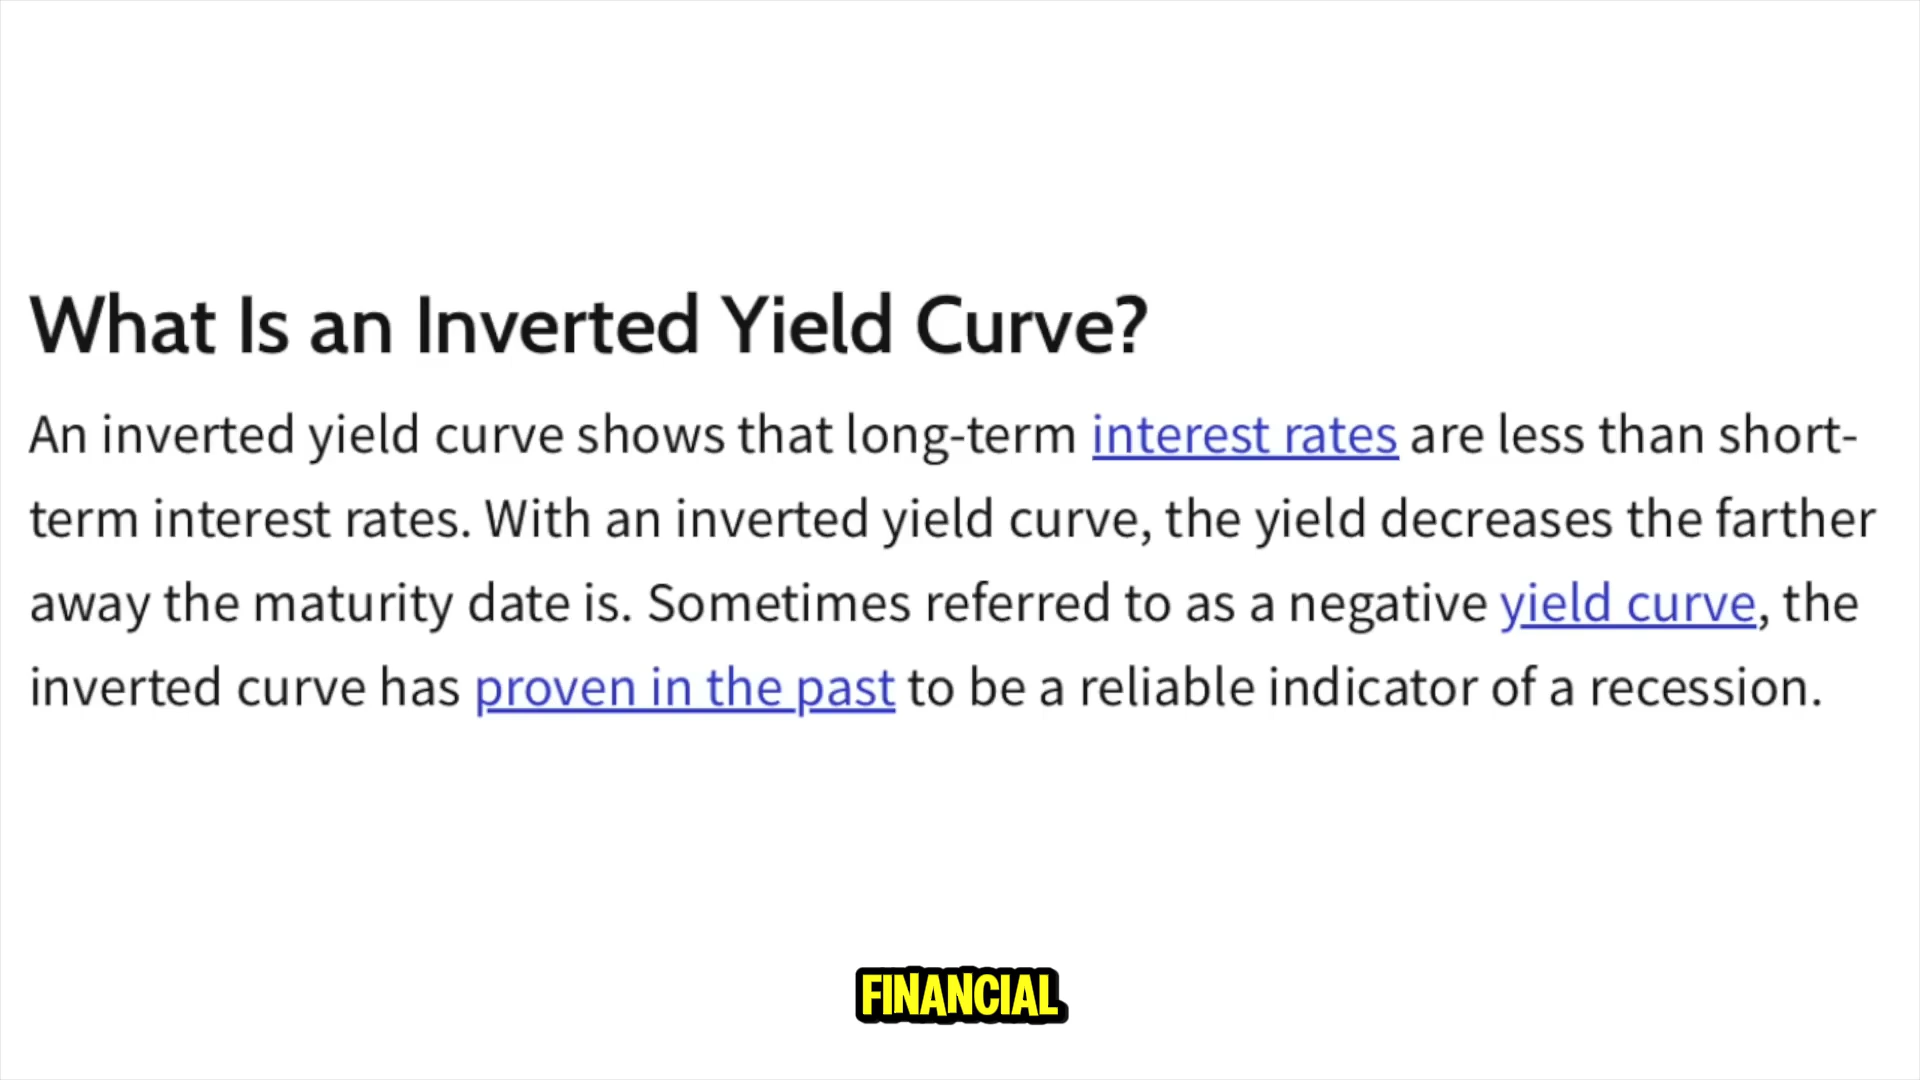 What Is an Inverted Yield Curve?
An inverted yield curve shows that long-term interest rates are less than short-
term interest rates. With an inverted yield curve, the yield decreases the farther
away the maturity date is. Sometimes referred to as a negative yield curve, the
inverted curve has proven in the past to be a reliable indicator of a recession.
FINANCIAL